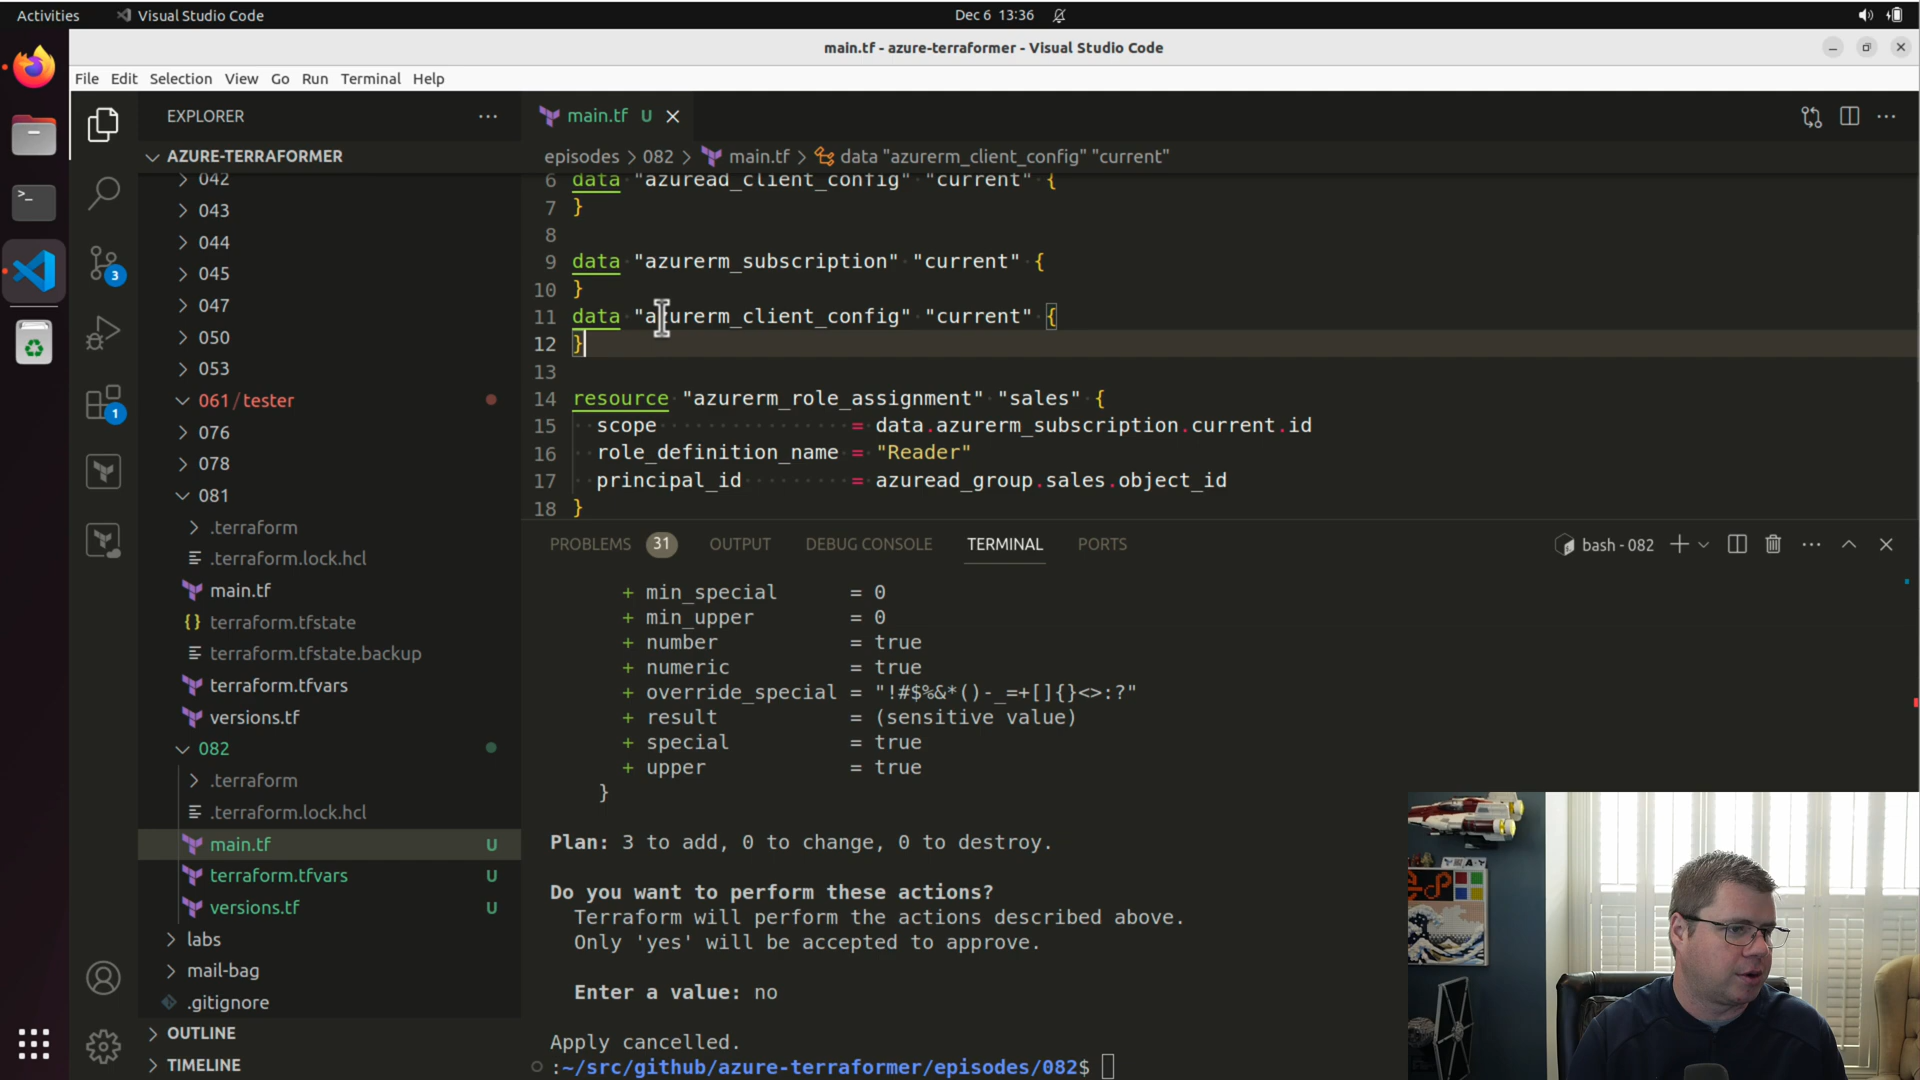 Activities
Visual Studio Code
Dec 6 13:36
main.tf - azure-terraformer - Visual Studio Code
File Edit Selection View Go Run Terminal Help
EXPLORER
AZURE-TERRAFORMER
042
043
044
045
047
050
053
061/tester
076
078
081
.terraform
.terraform.lock.hcl
main.tf
{} terraform.tfstate
terraform.tfstate.backup
terraform.tfvars
versions.tf
082
.terraform
.terraform.lock.hcl
main.tf U
terraform.tfvars U
versions.tf U
labs
mail-bag
.gitignore
OUTLINE
TIMELINE
3
1
main.tf U
episodes > 082 > main.tf > data "azurerm_client_config" "current"
6 data "azuread_client_config" "current" {
7 }
8
9 data "azurerm_subscription" "current" {
10 }
11 data "azurerm_client_config" "current" {
12 }
13
14 resource "azurerm_role_assignment" "sales" {
15 scope = data.azurerm_subscription.current.id
16 role_definition_name = "Reader"
17 principal_id = azuread_group.sales.object_id
18 }
PROBLEMS 31 OUTPUT DEBUG CONSOLE TERMINAL PORTS
bash - 082
+ min_special = 0
+ min_upper = 0
+ number = true
+ numeric = true
+ override_special = "!#$%&*()-_=+[]{}<>:?"
+ result = (sensitive value)
+ special = true
+ upper = true
}
Plan: 3 to add, 0 to change, 0 to destroy.
Do you want to perform these actions?
Terraform will perform the actions described above.
Only 'yes' will be accepted to approve.
Enter a value: no
Apply cancelled.
:~/src/github/azure-terraformer/episodes/082$